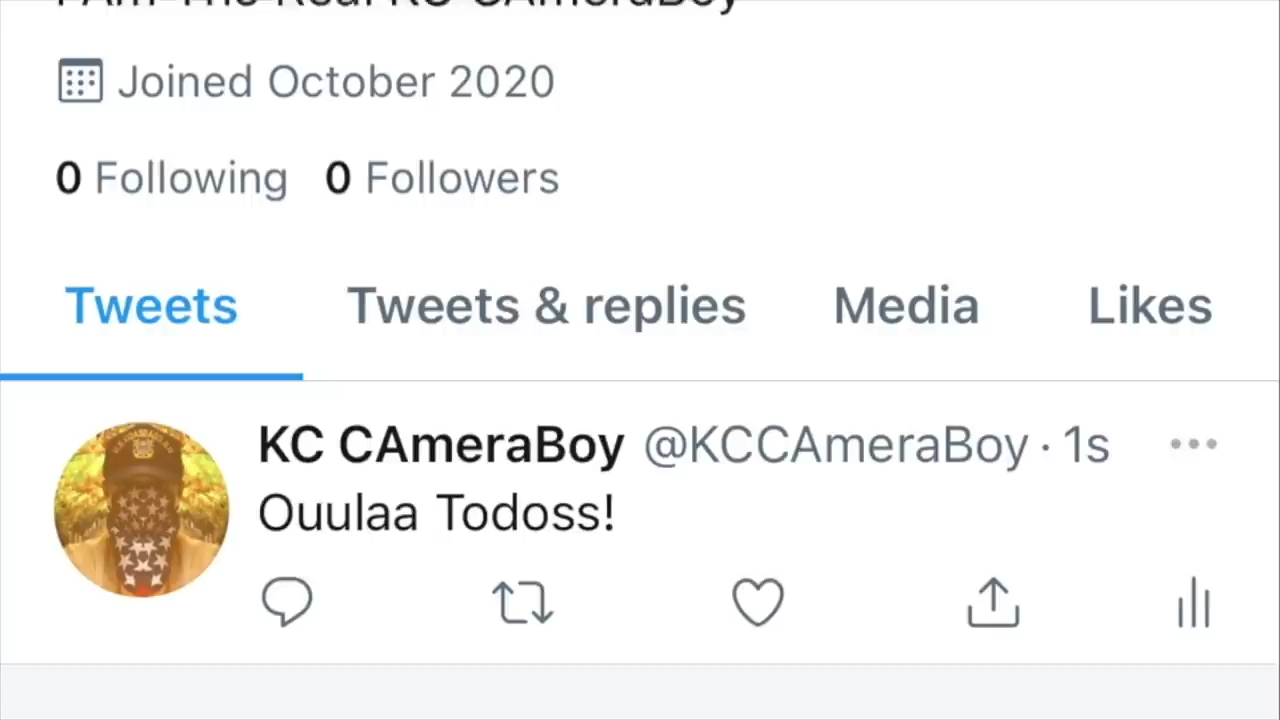 Joined October 2020
0 Following 0 Followers
Tweets Tweets & replies Media Likes
KC CAmeraBoy @KCCAmeraBoy · 1s
Ouulaa Todoss!